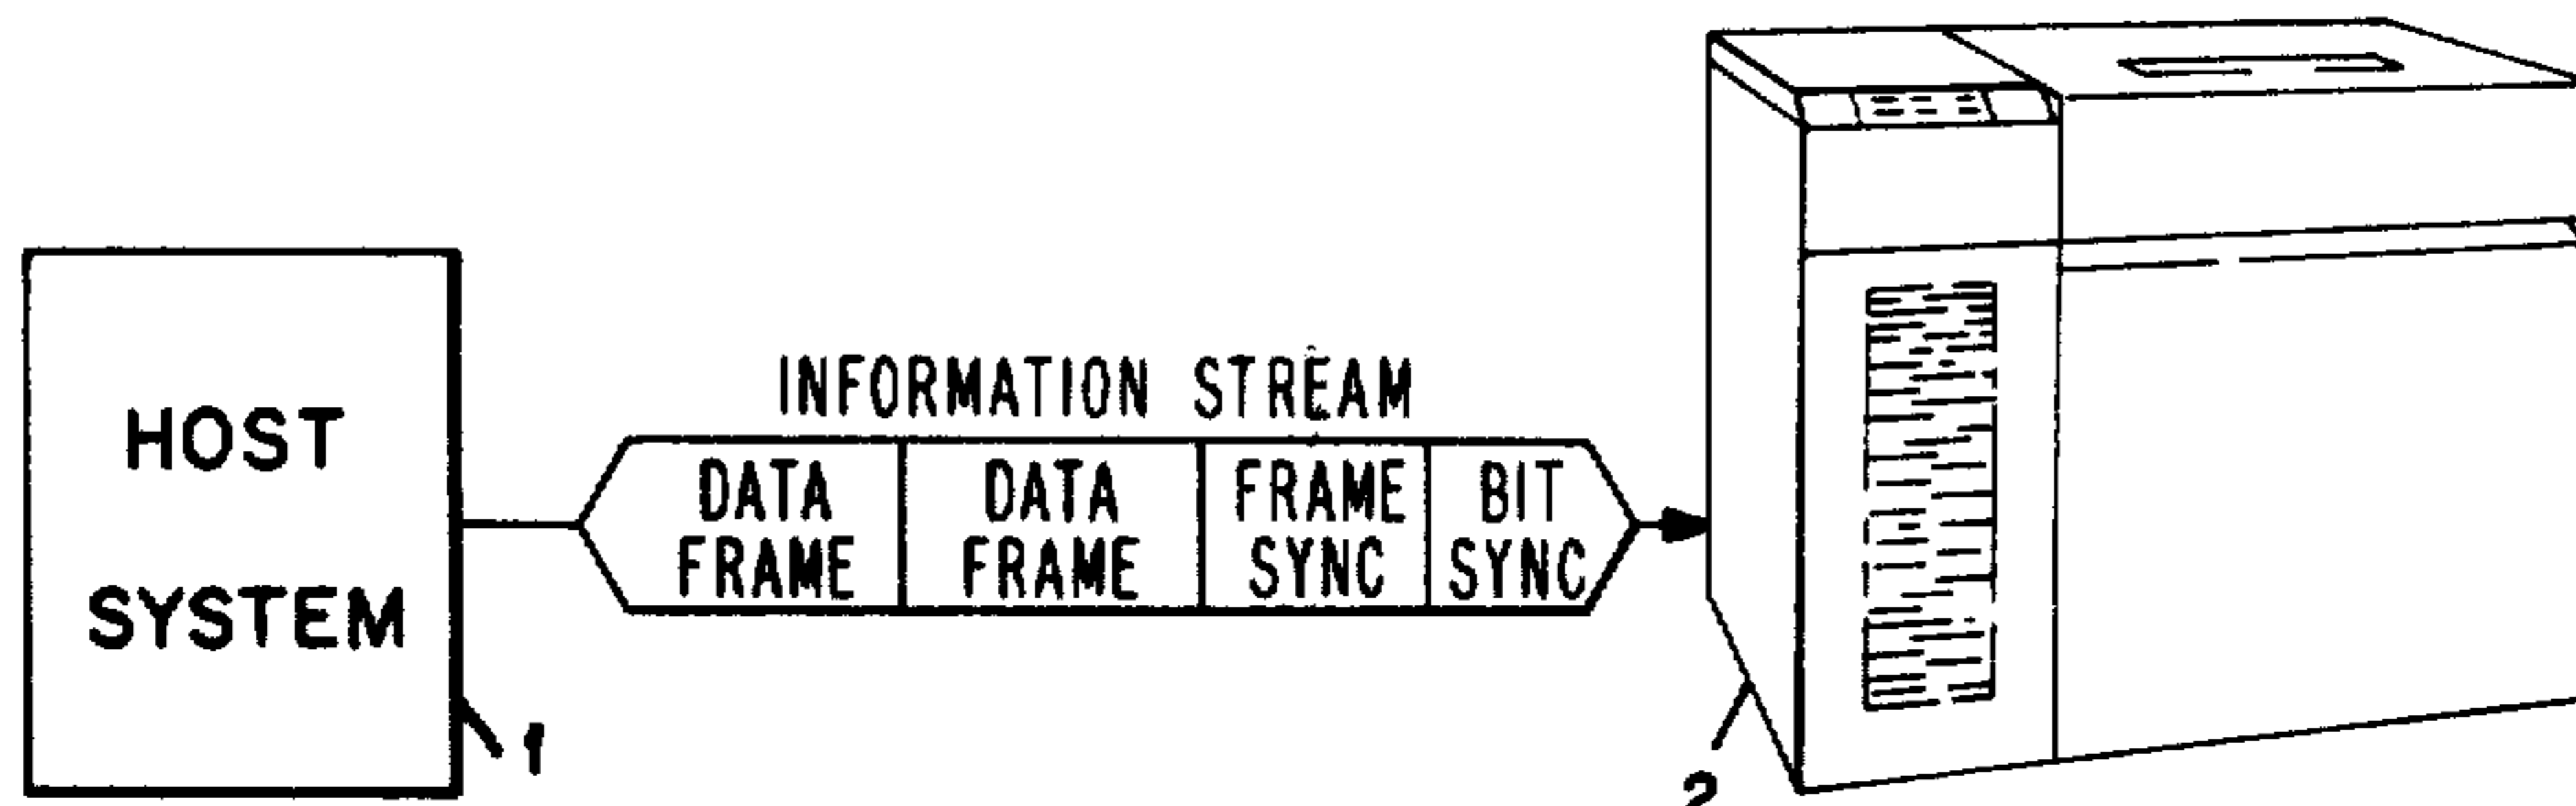 HOST
SYSTEM
1
INFORMATION STREAM
DATA
FRAME
DATA
FRAME
FRAME
SYNC
BIT
SYNC
2